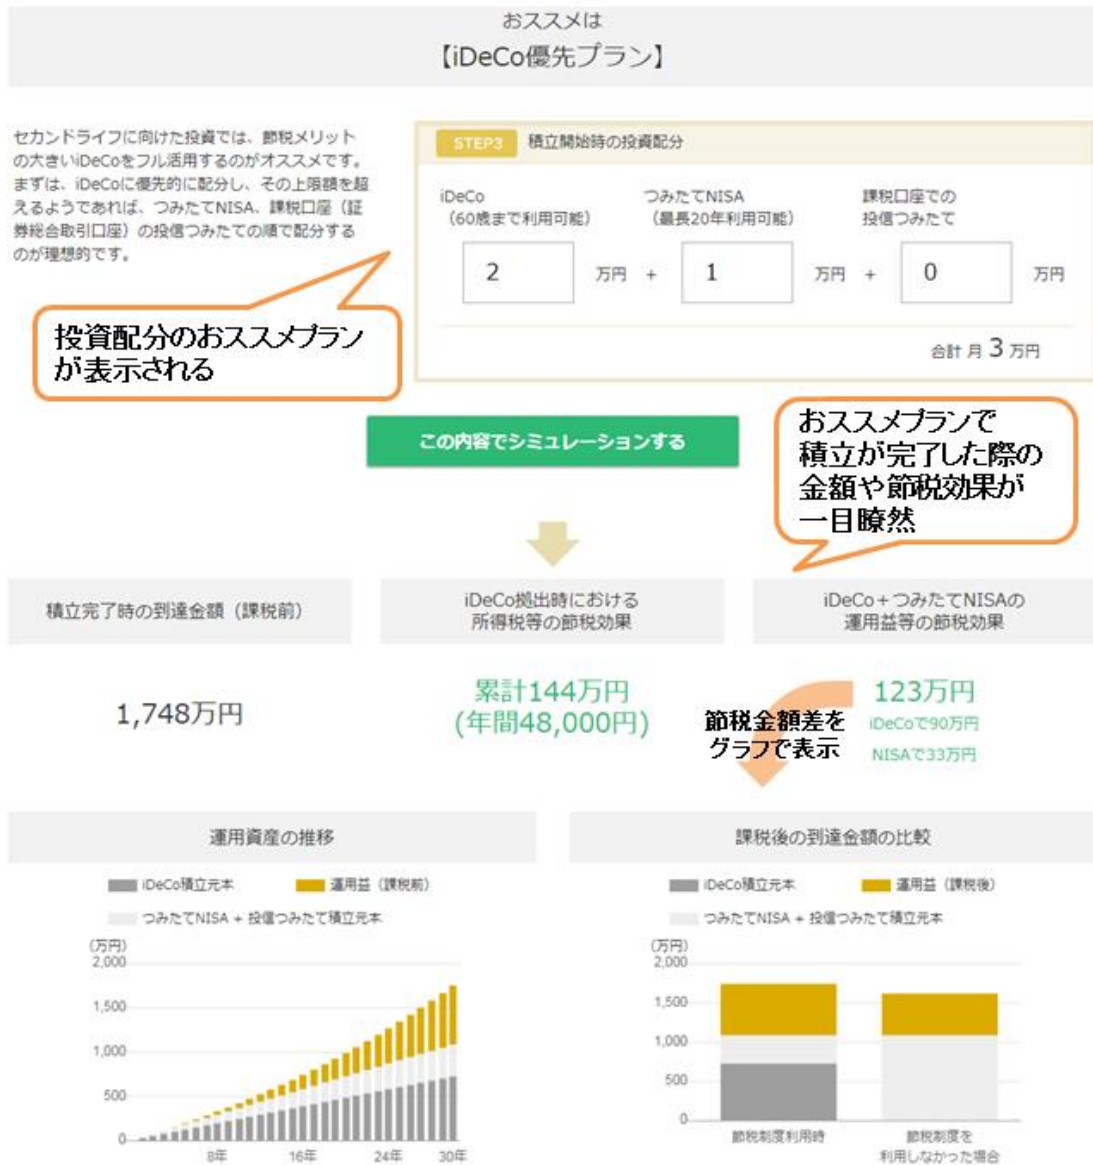 おススメは
【iDeCo優先プラン】
セカンドライフに向けた投資では、節税メリット
の大きいiDeCoをフル活用するのがオススメです。
まずは、iDeCoに優先的に配分し、その上限額を超
えるようであれば、つみたてNISA、課税口座（証
券総合取引口座）の投信つみたての順で配分する
のが理想的です。
STEP3 積立開始時の投資配分
iDeCo
（60歳まで利用可能）
つみたてNISA
（最長20年利用可能）
課税口座での
投信つみたて
2 万円 + 1 万円 + 0 万円
合計 月 3 万円
投資配分のおススメプラン
が表示される
この内容でシミュレーションする
おススメプランで
積立が完了した際の
金額や節税効果が
一目瞭然
積立完了時の到達金額（課税前）
iDeCo拠出時における
所得税等の節税効果
iDeCo+つみたてNISAの
運用益等の節税効果
1,748万円
累計144万円
(年間48,000円)
123万円
iDeCoで90万円
NISAで33万円
節税金額差を
グラフで表示
運用資産の推移
iDeCo積立元本 運用益（課税前）
つみたてNISA + 投信つみたて積立元本
(万円)
2,000
1,500
1,000
500
0
8年 16年 24年 30年
課税後の到達金額の比較
iDeCo積立元本 運用益（課税後）
つみたてNISA + 投信つみたて積立元本
(万円)
2,000
1,500
1,000
500
0
節税制度利用時
節税制度を
利用しなかった場合